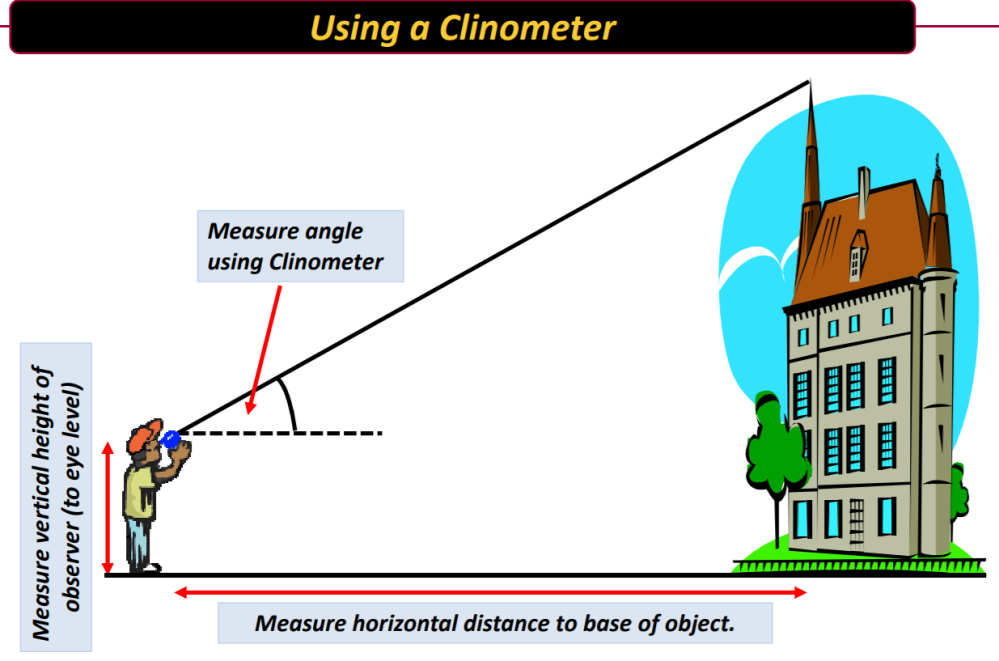 Using a Clinometer
Measure angle
using Clinometer
Measure vertical height of
observer (to eye level)
Measure horizontal distance to base of object.